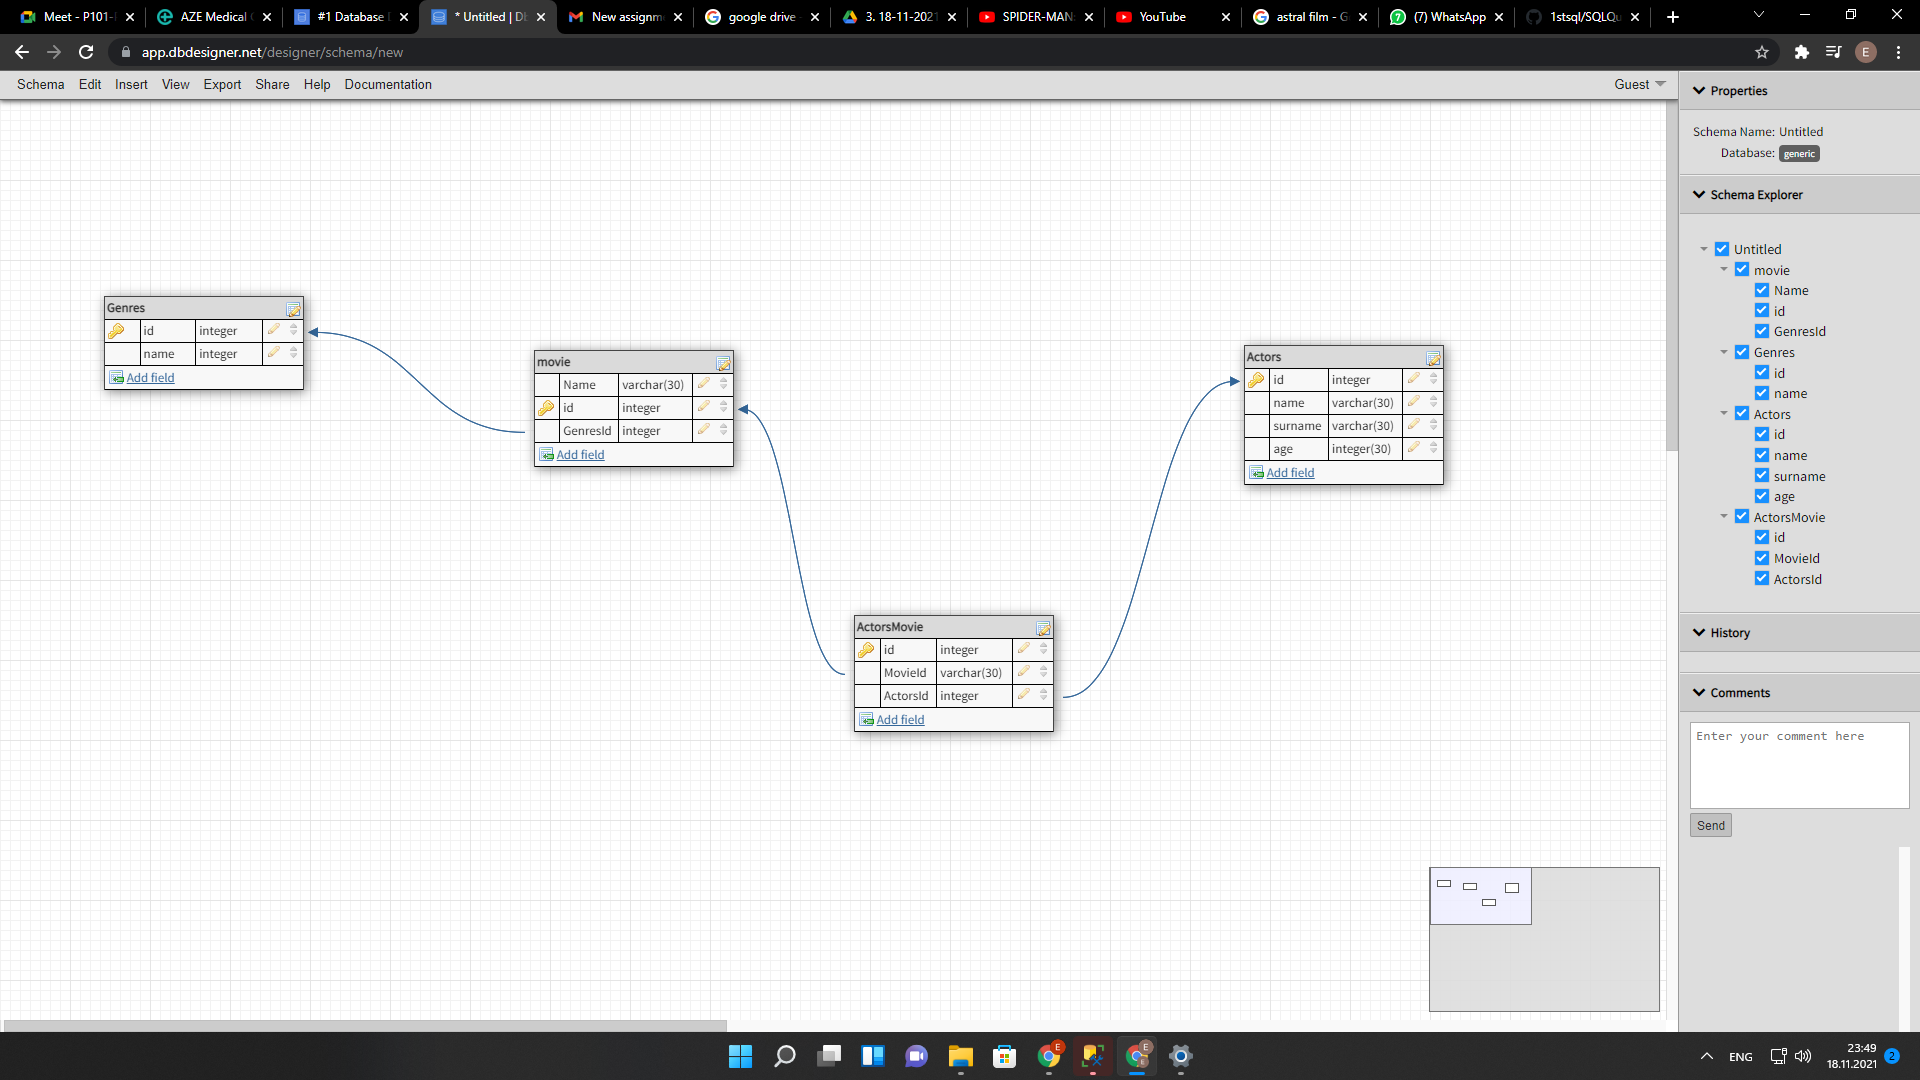 Meet - P101-
AZE Medical
#1 Database
* Untitled | Db
New assignm
google drive
3. 18-11-2021
SPIDER-MAN
YouTube
astral film - G
(7) WhatsApp
1stsql/SQLQu
app.dbdesigner.net/designer/schema/new
E
Schema Edit Insert View Export Share Help Documentation
Guest
Genres
id integer
name integer
Add field
movie
Name varchar(30)
id integer
GenresId integer
Add field
Actors
id integer
name varchar(30)
surname varchar(30)
age integer(30)
Add field
ActorsMovie
id integer
MovieId varchar(30)
ActorsId integer
Add field
Properties
Schema Name: Untitled
Database: generic
Schema Explorer
Untitled
movie
Name
id
GenresId
Genres
id
name
Actors
id
name
surname
age
ActorsMovie
id
MovieId
ActorsId
History
Comments
Enter your comment here
Send
ENG
23:49
18.11.2021
2